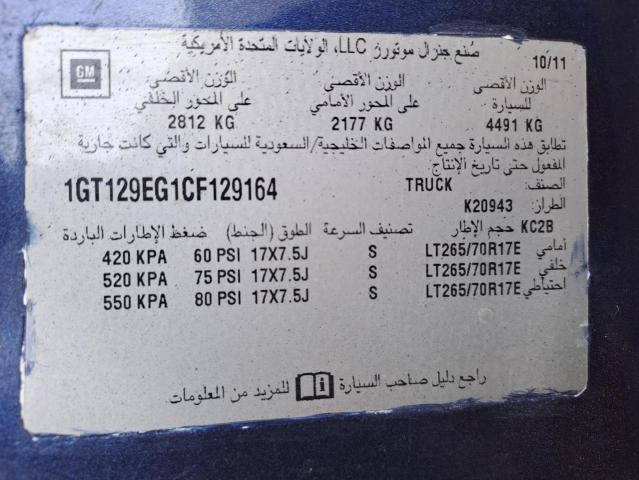 صنع جنرال موتورز LLC، الولايات المتحدة الأمريكية
10/11
GM
الوزن الأقصى للسيارة
4491 KG
الوزن الأقصى على المحور الأمامي
2177 KG
الوزن الأقصى على المحور الخلفي
2812 KG
تطابق هذه السيارة جميع المواصفات الخليجية/السعودية للسيارات والتي كانت جارية
المفعول حتى تاريخ الإنتاج.
الصنف: TRUCK 1GT129EG1CF129164
الطراز: K20943
KC2B حجم الإطار تصنيف السرعة الطوق (الجنط) ضغط الإطارات الباردة
أمامي LT265/70R17E S 17X7.5J 60 PSI 420 KPA
خلفي LT265/70R17E S 17X7.5J 75 PSI 520 KPA
احتياطي LT265/70R17E S 17X7.5J 80 PSI 550 KPA
راجع دليل صاحب السيارة للمزيد من المعلومات